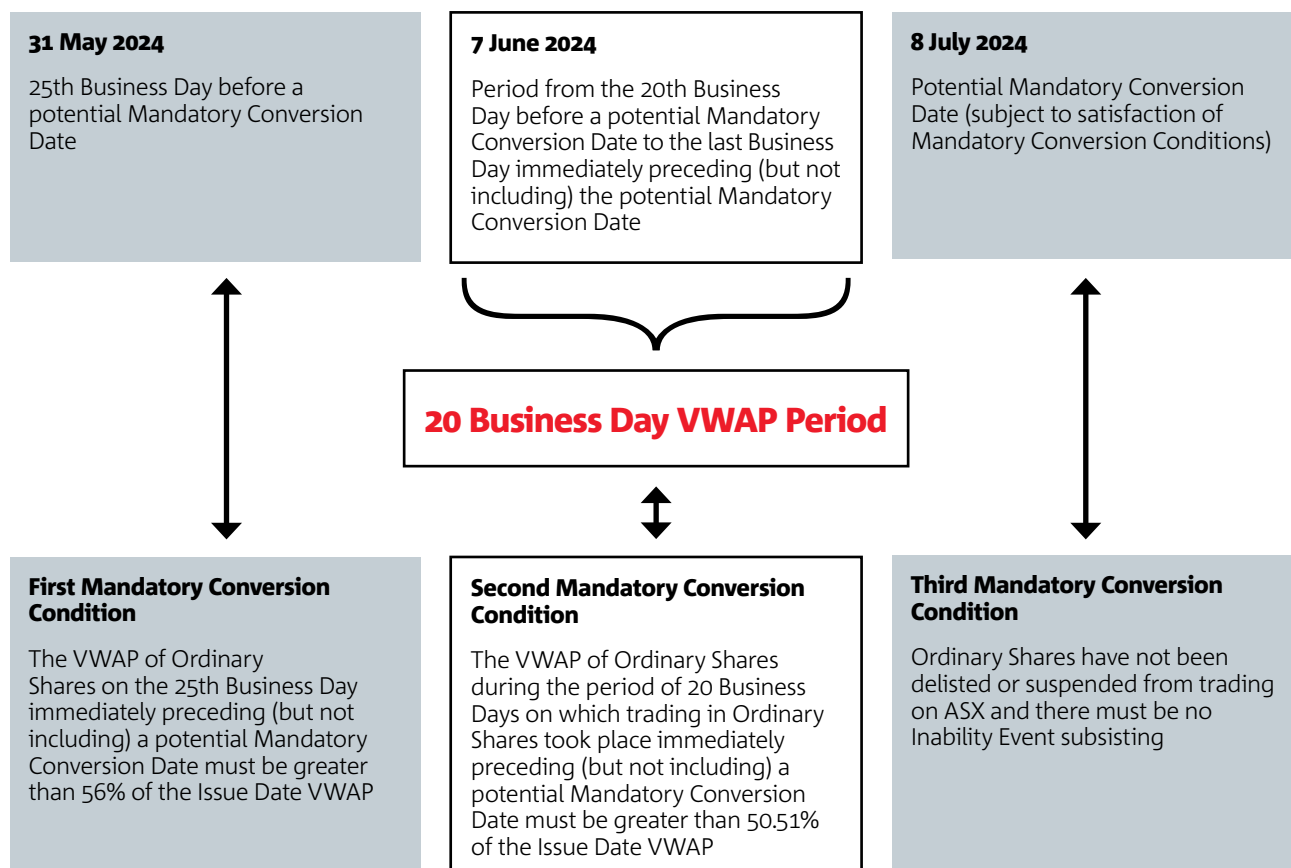 31 May 2024
25th Business Day before a
potential Mandatory Conversion
Date
7 June 2024
Period from the 20th Business
Day before a potential Mandatory
Conversion Date to the last Business
Day immediately preceding (but not
including) the potential Mandatory
Conversion Date
8 July 2024
Potential Mandatory Conversion
Date (subject to satisfaction of
Mandatory Conversion Conditions)
20 Business Day VWAP Period
First Mandatory Conversion
Condition
The VWAP of Ordinary
Shares on the 25th Business Day
immediately preceding (but not
including) a potential Mandatory
Conversion Date must be greater
than 56% of the Issue Date VWAP
Second Mandatory Conversion
Condition
The VWAP of Ordinary Shares
during the period of 20 Business
Days on which trading in Ordinary
Shares took place immediately
preceding (but not including) a
potential Mandatory Conversion
Date must be greater than 50.51%
of the Issue Date VWAP
Third Mandatory Conversion
Condition
Ordinary Shares have not been
delisted or suspended from trading
on ASX and there must be no
Inability Event subsisting